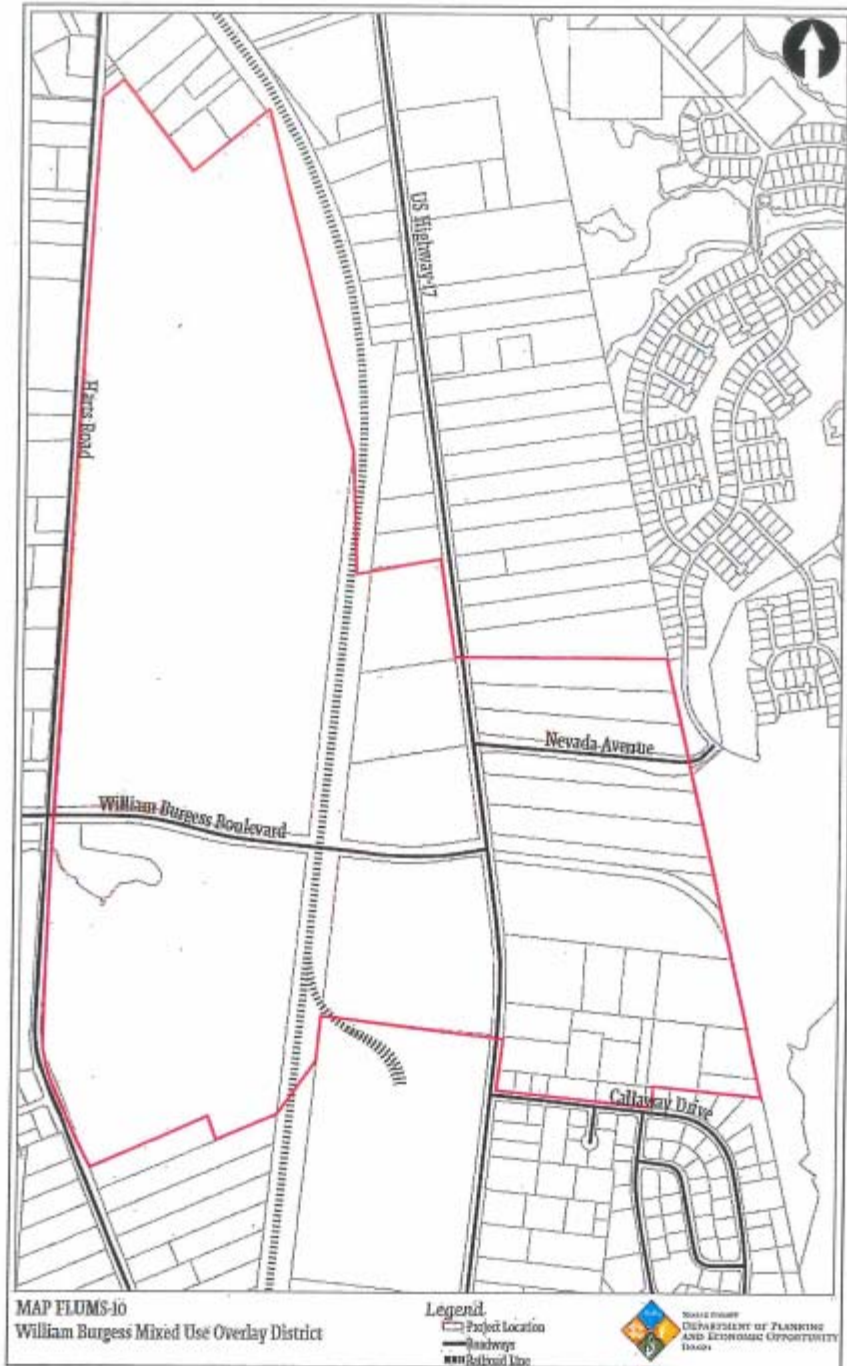 US Highway-17
Harts Road
Nevada Avenue
William Burgess Boulevard
Callaway Drive
MAP FLUMS-10
William Burgess Mixed Use Overlay District
Legend
Project Location
Roadways
Railroad Line
DEPARTMENT OF PLANNING
AND ECONOMIC OPPORTUNITY